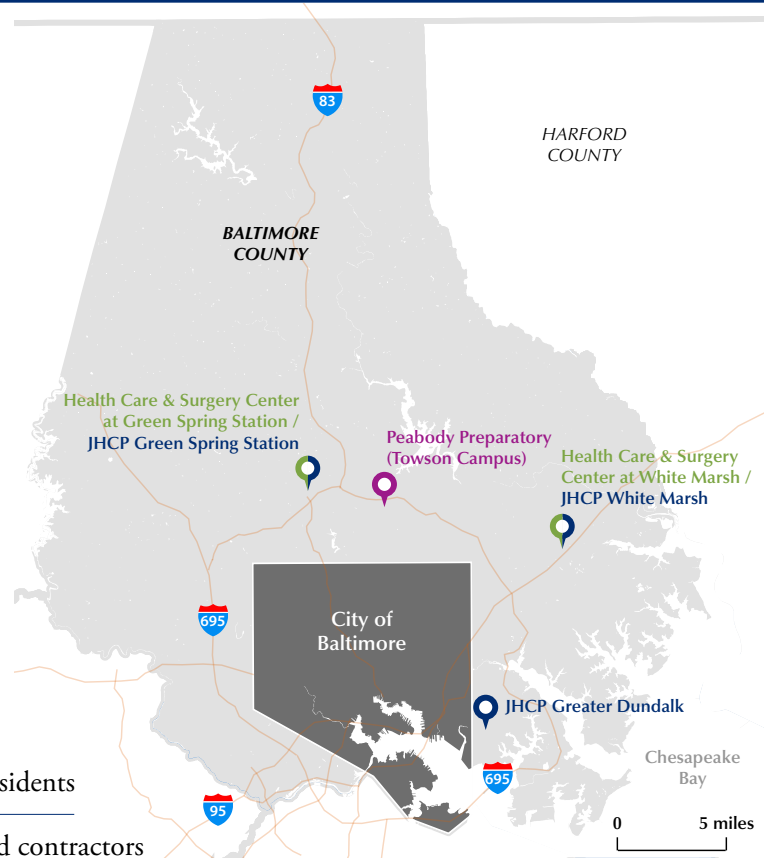 83
HARFORD
COUNTY
BALTIMORE
COUNTY
Health Care & Surgery Center
at Green Spring Station /
JHCP Green Spring Station
Peabody Preparatory
(Towson Campus)
Health Care & Surgery
Center at White Marsh /
JHCP White Marsh
695
City of
Baltimore
JHCP Greater Dundalk
Chesapeake
Bay
695
sidents
95
0 5 miles
d contractors